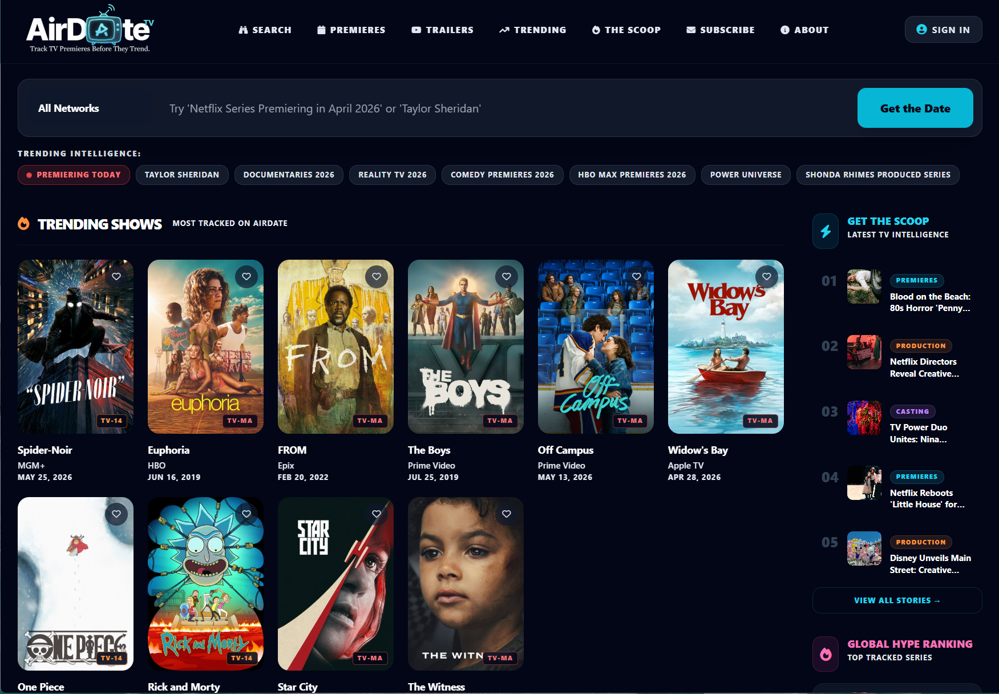 AirDate TV
Track TV Premieres Before They Trend.
SEARCH
PREMIERES
TRAILERS
TRENDING
THE SCOOP
SUBSCRIBE
ABOUT
SIGN IN
All Networks
Try 'Netflix Series Premiering in April 2026' or 'Taylor Sheridan'
Get the Date
TRENDING INTELLIGENCE:
PREMIERING TODAY
TAYLOR SHERIDAN
DOCUMENTARIES 2026
REALITY TV 2026
COMEDY PREMIERES 2026
HBO MAX PREMIERES 2026
POWER UNIVERSE
SHONDA RHIMES PRODUCED SERIES
TRENDING SHOWS
MOST TRACKED ON AIRDATE
"SPIDER-NOIR"
TV-14
Spider-Noir
MGM+
MAY 25, 2026
Silver Slipper
JESUS SAVES
euphoria
TV-MA
Euphoria
HBO
JUN 16, 2019
FROM
TV-MA
FROM
Epix
FEB 20, 2022
THE
BOYS
TV-MA
The Boys
Prime Video
JUL 25, 2019
Off
Campus
TV-MA
Off Campus
Prime Video
MAY 13, 2026
Widow's
Bay
TV-MA
Widow's Bay
Apple TV
APR 28, 2026
ONE PIECE
TV-14
One Piece
Rick and Morty
TV-14
Rick and Morty
STAR
CITY
TV-MA
Star City
THE WITN
TV-MA
The Witness
GET THE SCOOP
LATEST TV INTELLIGENCE
01
PREMIERES
Blood on the Beach:
80s Horror 'Penny...
02
PRODUCTION
Netflix Directors
Reveal Creative...
03
CASTING
TV Power Duo
Unites: Nina...
04
PREMIERES
Netflix Reboots
'Little House' for...
05
PRODUCTION
Disney Unveils Main
Street: Creative...
VIEW ALL STORIES →
GLOBAL HYPE RANKING
TOP TRACKED SERIES